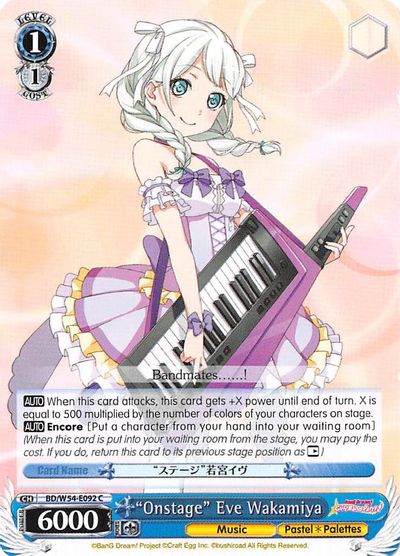 LEVEL
1
1
COST
Bandmates……!
AUTO When this card attacks, this card gets +X power until end of turn. X is
equal to 500 multiplied by the number of colors of your characters on stage.
AUTO Encore [Put a character from your hand into your waiting room]
(When this card is put into your waiting room from the stage, you may pay the
cost. If you do, return this card to its previous stage position as
Card Name
“ステージ”若宮イヴ
CH
BD/W54-E092 C
POWER
6000
SOUL
“Onstage” Eve Wakamiya
Music
Pastel＊Palettes
©BanG Dream! Project ©Craft Egg Inc. ©bushiroad All Rights Reserved.